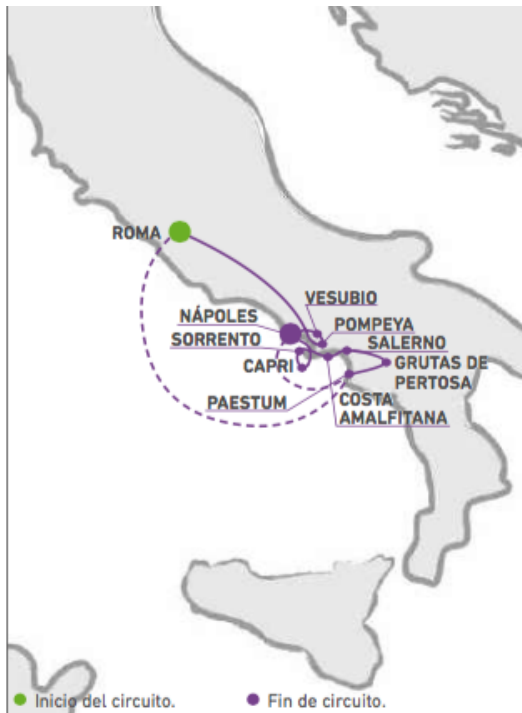 ROMA
VESUBIO
NÁPOLES
POMPEYA
SORRENTO
SALERNO
CAPRI
GRUTAS DE
PERTOSA
PAESTUM
COSTA
AMALFITANA
Inicio del circuito.
Fin de circuito.